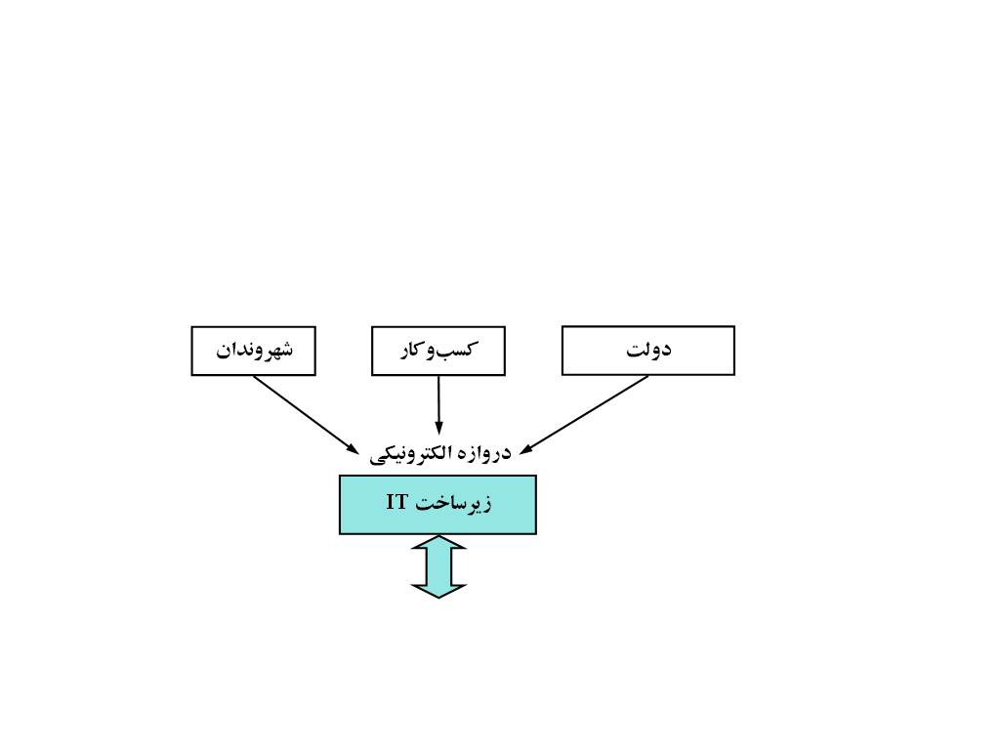 دولت
کسب‌وکار
شهروندان
دروازه الکترونیکی
زیرساخت IT